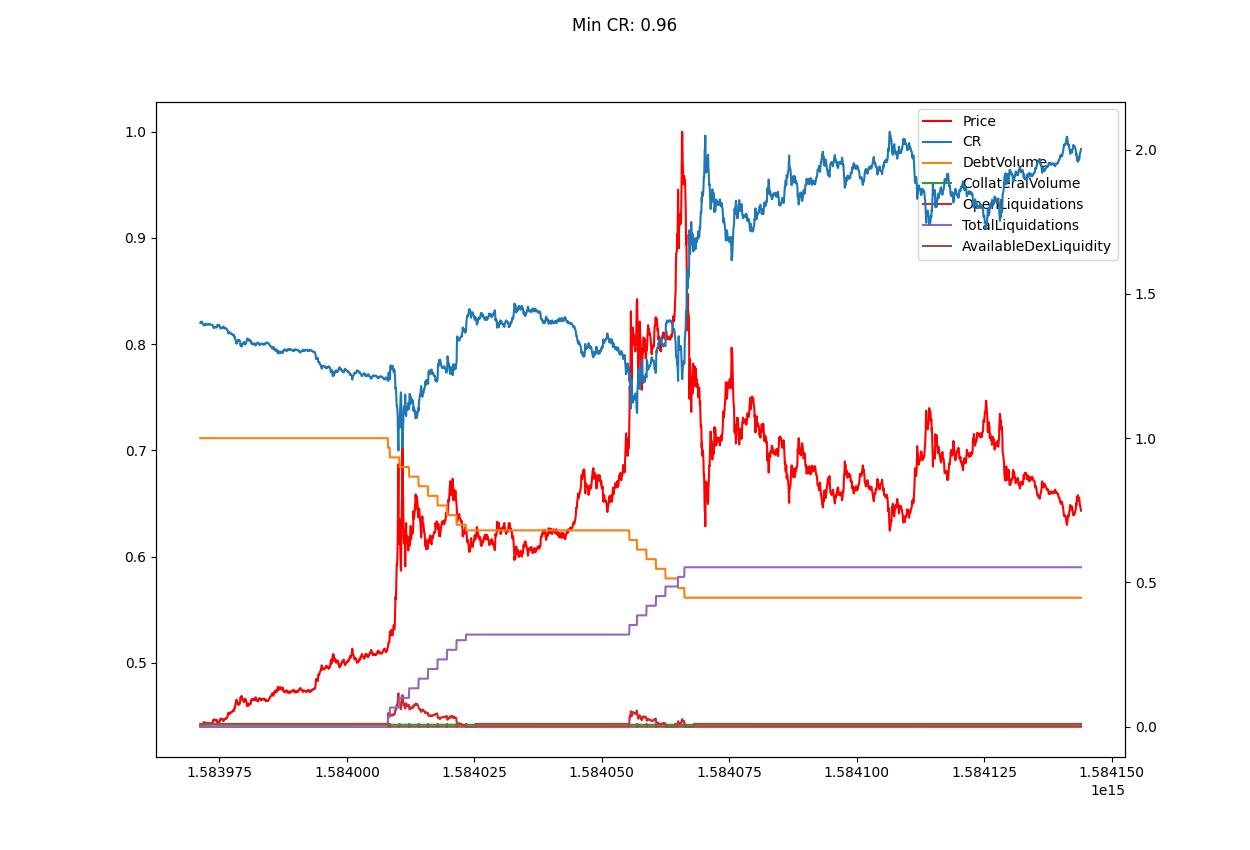 Min CR: 0.96
1.0
0.9
0.8
0.7
0.6
0.5
2.0
1.5
1.0
0.5
0.0
Price
CR
DebtVolume
CollateralVolume
OpenLiquidations
TotalLiquidations
AvailableDexLiquidity
1.583975 1.584000 1.584025 1.584050 1.584075 1.584100 1.584125 1.584150
1e15